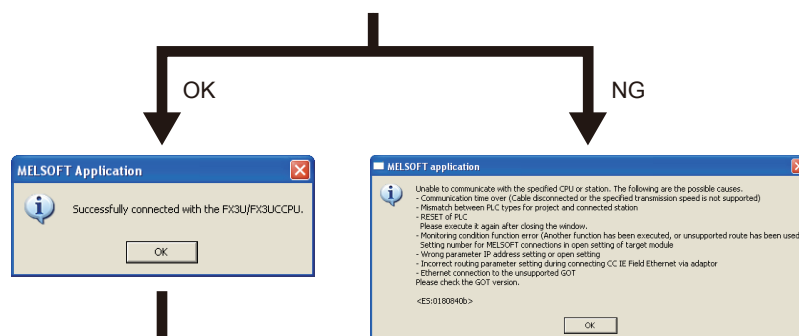 OK
NG
MELSOFT Application
Successfully connected with the FX3U/FX3UCCPU.
OK
MELSOFT application
Unable to communicate with the specified CPU or station. The following are the possible causes.
- Communication time over (Cable disconnected or the specified transmission speed is not supported)
- Mismatch between PLC types for project and connected station
- RESET of PLC
Please execute it again after closing the window.
- Monitoring condition function error (Another function has been executed, or unsupported route has been used
Setting number for MELSOFT connections in open setting of target module
- Wrong parameter IP address setting or open setting
- Incorrect routing parameter setting during connecting CC IE Field Ethernet via adaptor
- Ethernet connection to the unsupported GOT
Please check the GOT version.
<ES:0180840b>
OK